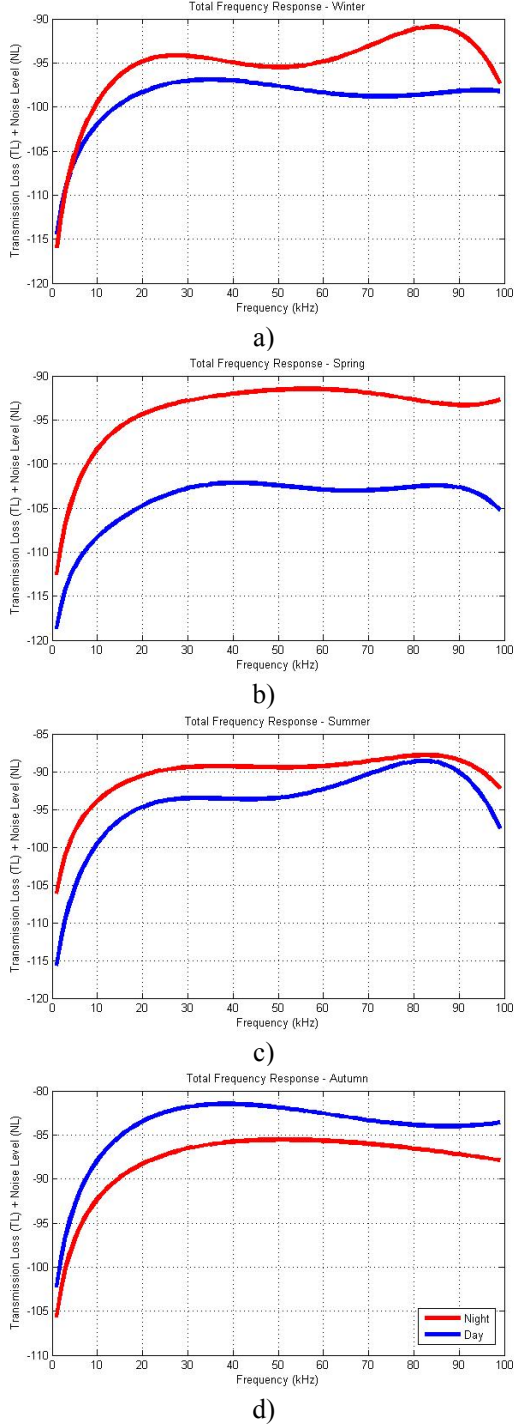 Total Frequency Response - Winter
Transmission Loss (TL) + Noise Level (NL)
-90
-95
-100
-105
-110
-115
-120
0 10 20 30 40 50 60 70 80 90 100
Frequency (kHz)
a)
Total Frequency Response - Spring
Transmission Loss (TL) + Noise Level (NL)
-90
-95
-100
-105
-110
-115
-120
0 10 20 30 40 50 60 70 80 90 100
Frequency (kHz)
b)
Total Frequency Response - Summer
Transmission Loss (TL) + Noise Level (NL)
-85
-90
-95
-100
-105
-110
-115
-120
0 10 20 30 40 50 60 70 80 90 100
Frequency (kHz)
c)
Total Frequency Response - Autumn
Transmission Loss (TL) + Noise Level (NL)
-80
-85
-90
-95
-100
-105
-110
Night
Day
0 10 20 30 40 50 60 70 80 90 100
Frequency (kHz)
d)